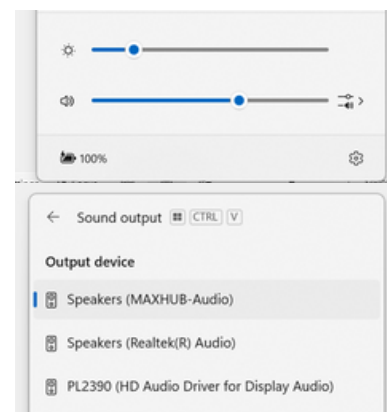 100%
Sound output CTRL V
Output device
Speakers (MAXHUB-Audio)
Speakers (Realtek(R) Audio)
PL2390 (HD Audio Driver for Display Audio)